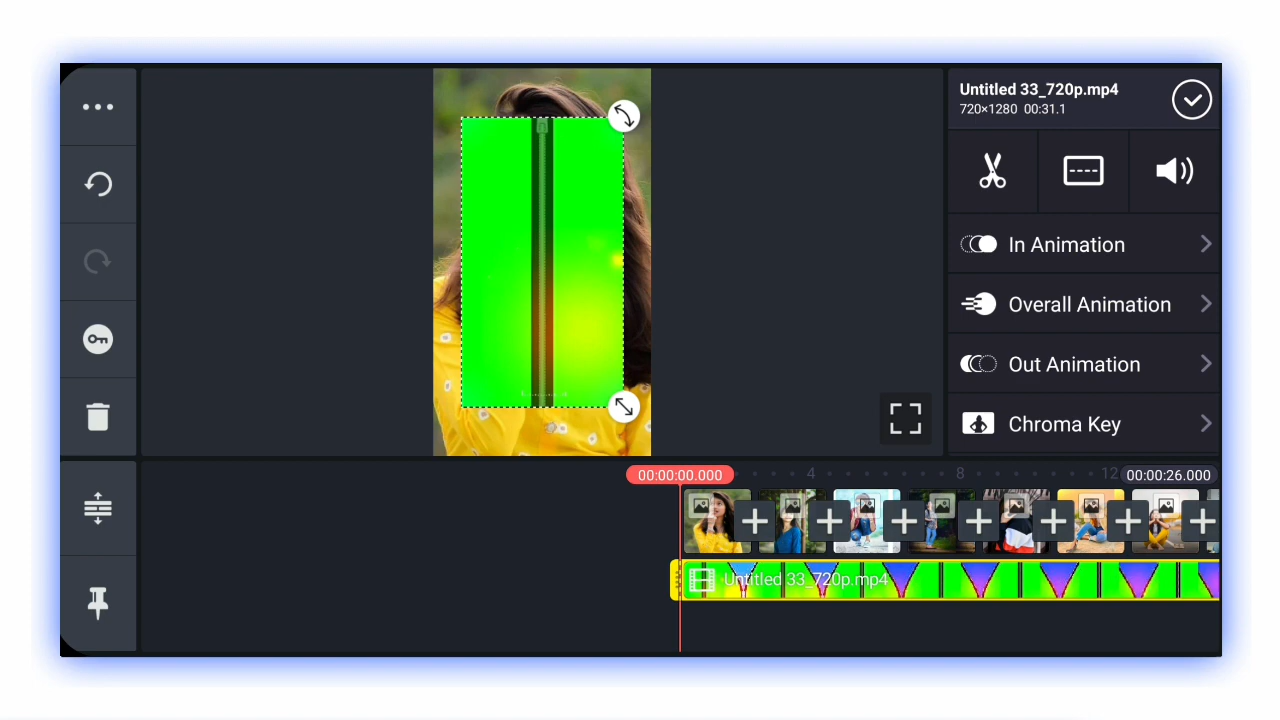 Untitled 33_720p.mp4
720×1280 00:31.1
In Animation
Overall Animation
Out Animation
Chroma Key
00:00:00.000
4
8
12
00:00:26.000
Untitled 33_720p.mp4